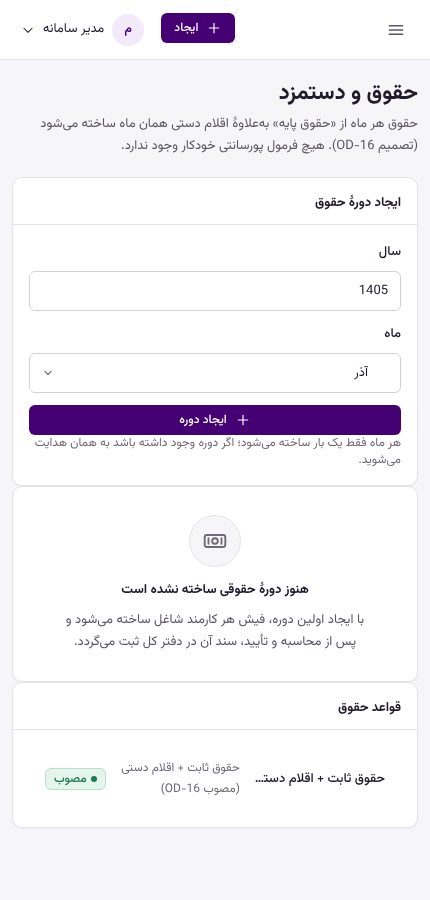 ایجاد
م
مدیر سامانه
حقوق و دستمزد
حقوق هر ماه از «حقوق پایه» به‌علاوهٔ اقلام دستی همان ماه ساخته می‌شود
(تصمیم OD-16). هیچ فرمول پورسانتی خودکار وجود ندارد.
ایجاد دورهٔ حقوق
سال
1405
ماه
آذر
ایجاد دوره
هر ماه فقط یک بار ساخته می‌شود؛ اگر دوره وجود داشته باشد به همان هدایت
می‌شوید.
هنوز دورهٔ حقوقی ساخته نشده است
با ایجاد اولین دوره، فیش هر کارمند شاغل ساخته می‌شود و
پس از محاسبه و تأیید، سند آن در دفتر کل ثبت می‌گردد.
قواعد حقوق
حقوق ثابت + اقلام دستی
(مصوب OD-16)
حقوق ثابت + اقلام دستـ...
مصوب